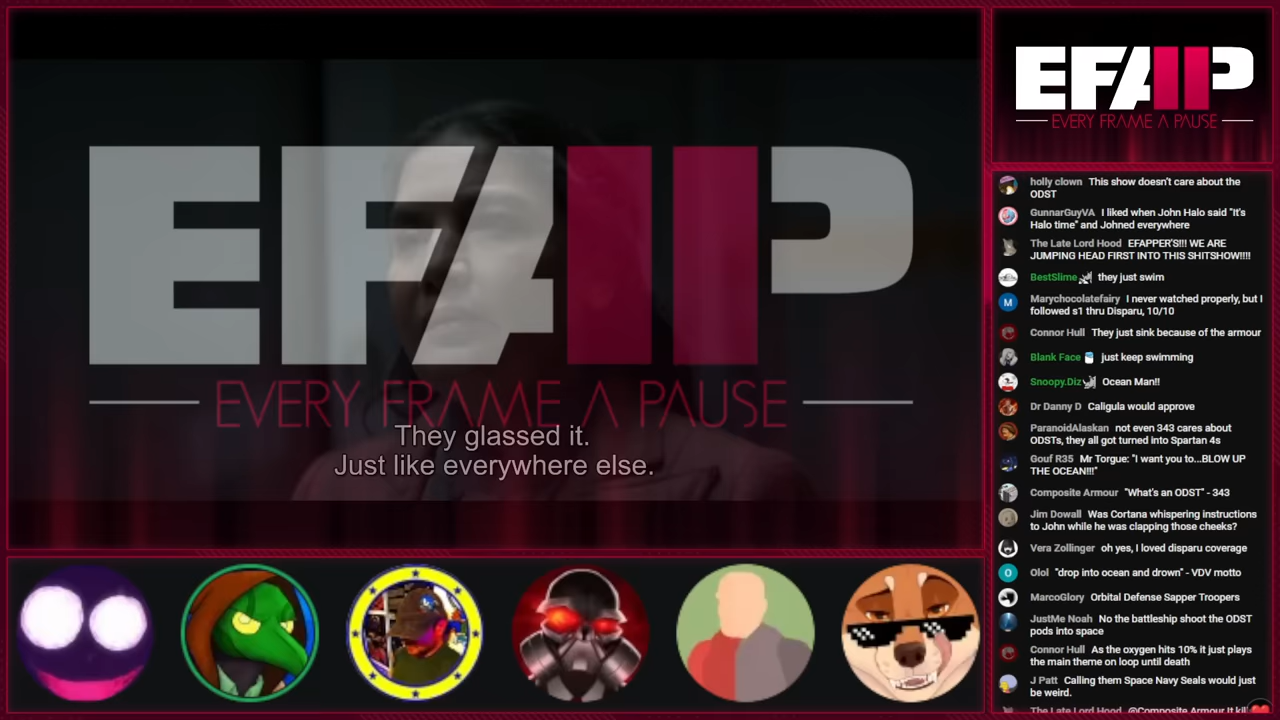 EFAP
EVERY FRAME A PAUSE
They glassed it.
Just like everywhere else.
EFAP
EVERY FRAME A PAUSE
holly clown This show doesn't care about the
ODST
GunnarGuyVA I liked when John Halo said "It's
Halo time" and Johned everywhere
The Late Lord Hood EFAPPER'S!!! WE ARE
JUMPING HEAD FIRST INTO THIS SHITSHOW!!!!
BestSlime they just swim
M Marychocolatefairy I never watched properly, but I
followed s1 thru Disparu, 10/10
Connor Hull They just sink because of the armour
Blank Face just keep swimming
Snoopy.Diz Ocean Man!!
Dr Danny D Caligula would approve
ParanoidAlaskan not even 343 cares about
ODSTs, they all got turned into Spartan 4s
Gouf R35 Mr Torgue: "I want you to...BLOW UP
THE OCEAN!!!"
Composite Armour "What's an ODST" - 343
Jim Dowall Was Cortana whispering instructions
to John while he was clapping those cheeks?
Vera Zollinger oh yes, I loved disparu coverage
O Olol "drop into ocean and drown" - VDV motto
MarcoGlory Orbital Defense Sapper Troopers
JustMe Noah No the battleship shoot the ODST
pods into space
Connor Hull As the oxygen hits 10% it just plays
the main theme on loop until death
J Patt Calling them Space Navy Seals would just
be weird.
The Late Lord Hood @Composite Armour It